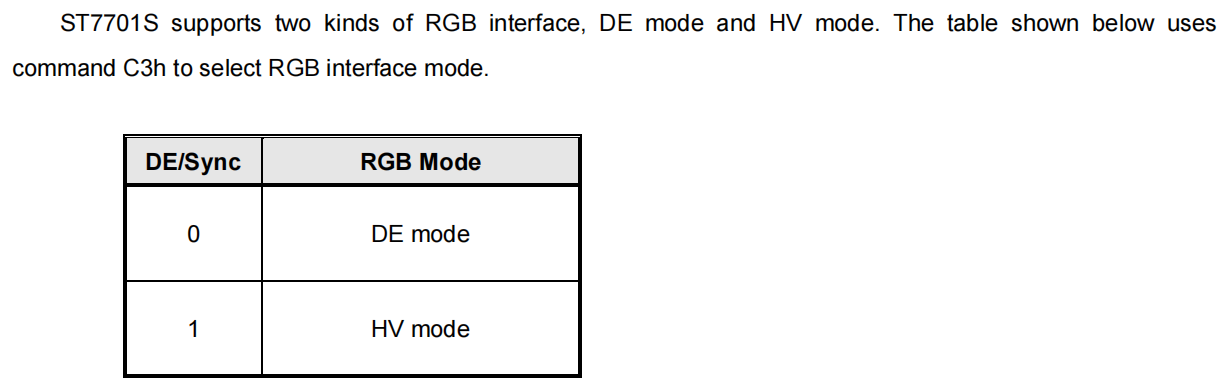 ST7701S supports two kinds of RGB interface, DE mode and HV mode. The table shown below uses
command C3h to select RGB interface mode.
DE/Sync RGB Mode
0 DE mode
1 HV mode